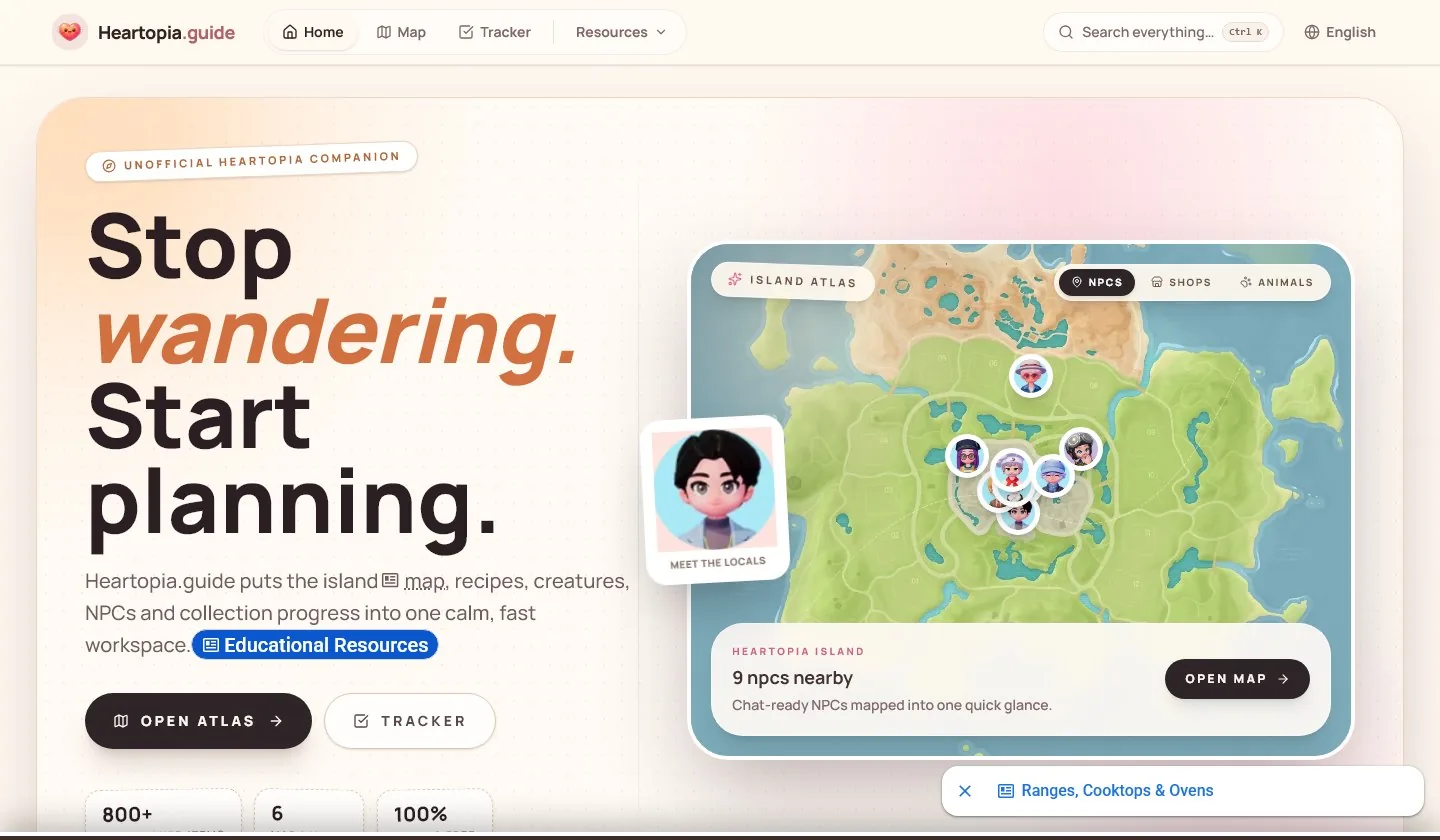 Heartopia.guide
Home
Map
Tracker
Resources
Search everything...
Ctrl K
English
UNOFFICIAL HEARTOPIA COMPANION
Stop
wandering.
Start
planning.
Heartopia.guide puts the island map, recipes, creatures,
NPCs and collection progress into one calm, fast
workspace. Educational Resources
OPEN ATLAS
TRACKER
800+
6
100%
ISLAND ATLAS
NPCS
SHOPS
ANIMALS
MEET THE LOCALS
HEARTOPIA ISLAND
9 npcs nearby
Chat-ready NPCs mapped into one quick glance.
OPEN MAP
Ranges, Cooktops & Ovens